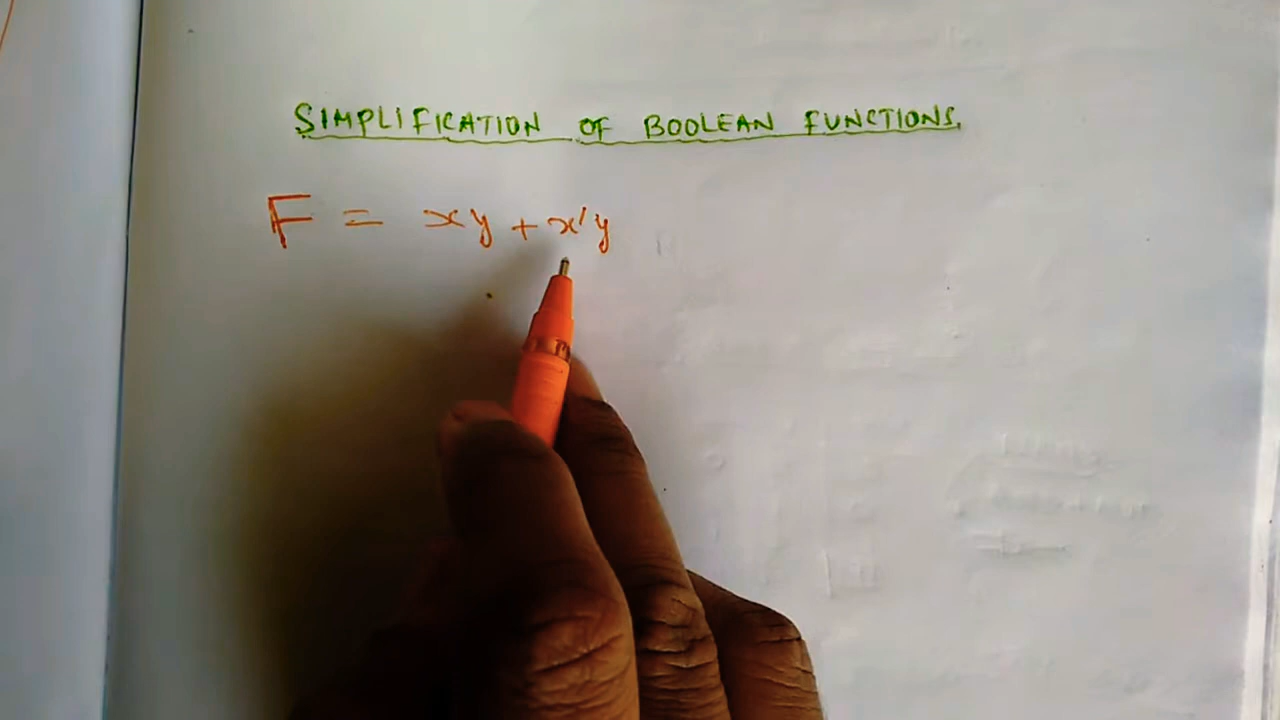 SIMPLIFICATION OF BOOLEAN FUNCTIONS.
F = xy + x'y